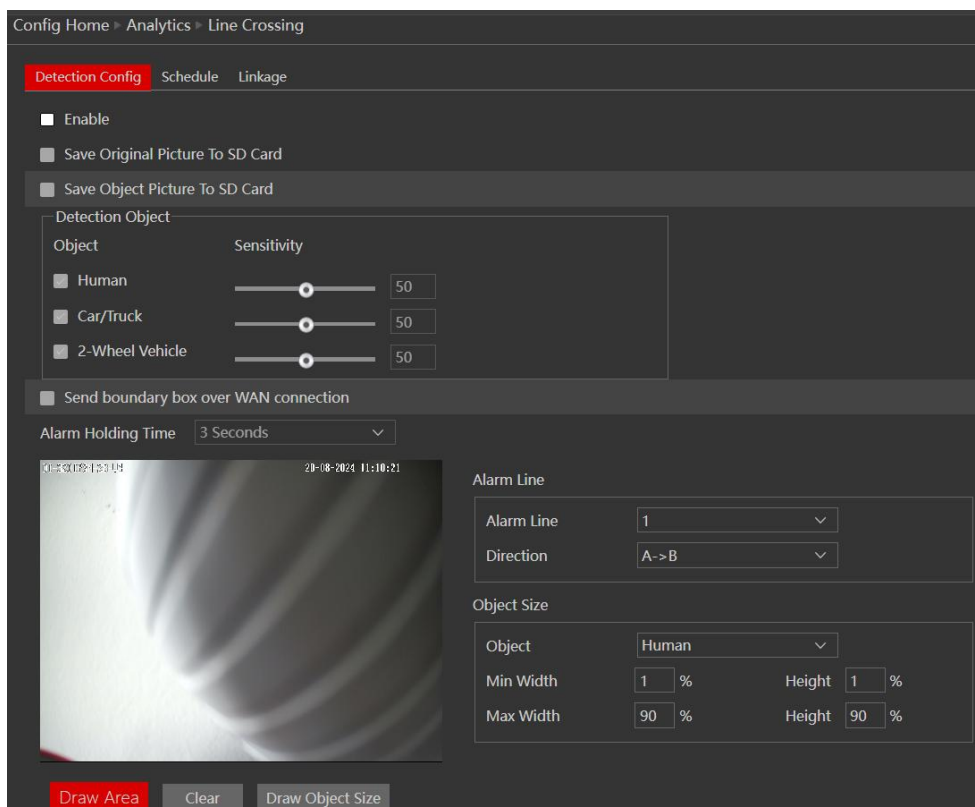 Config Home ▸ Analytics ▸ Line Crossing
Detection Config Schedule Linkage
Enable
Save Original Picture To SD Card
Save Object Picture To SD Card
Detection Object
Object Sensitivity
Human 50
Car/Truck 50
2-Wheel Vehicle 50
Send boundary box over WAN connection
Alarm Holding Time 3 Seconds
20-08-2024 11:10:21
Alarm Line
Alarm Line 1
Direction A->B
Object Size
Object Human
Min Width 1 % Height 1 %
Max Width 90 % Height 90 %
Draw Area Clear Draw Object Size